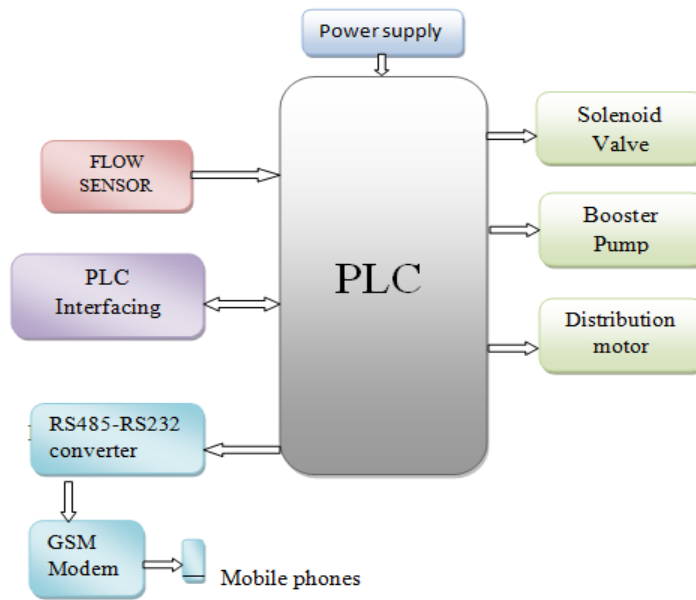 Power supply
FLOW
SENSOR
PLC
Interfacing
RS485-RS232
converter
GSM
Modem
Mobile phones
PLC
Solenoid
Valve
Booster
Pump
Distribution
motor